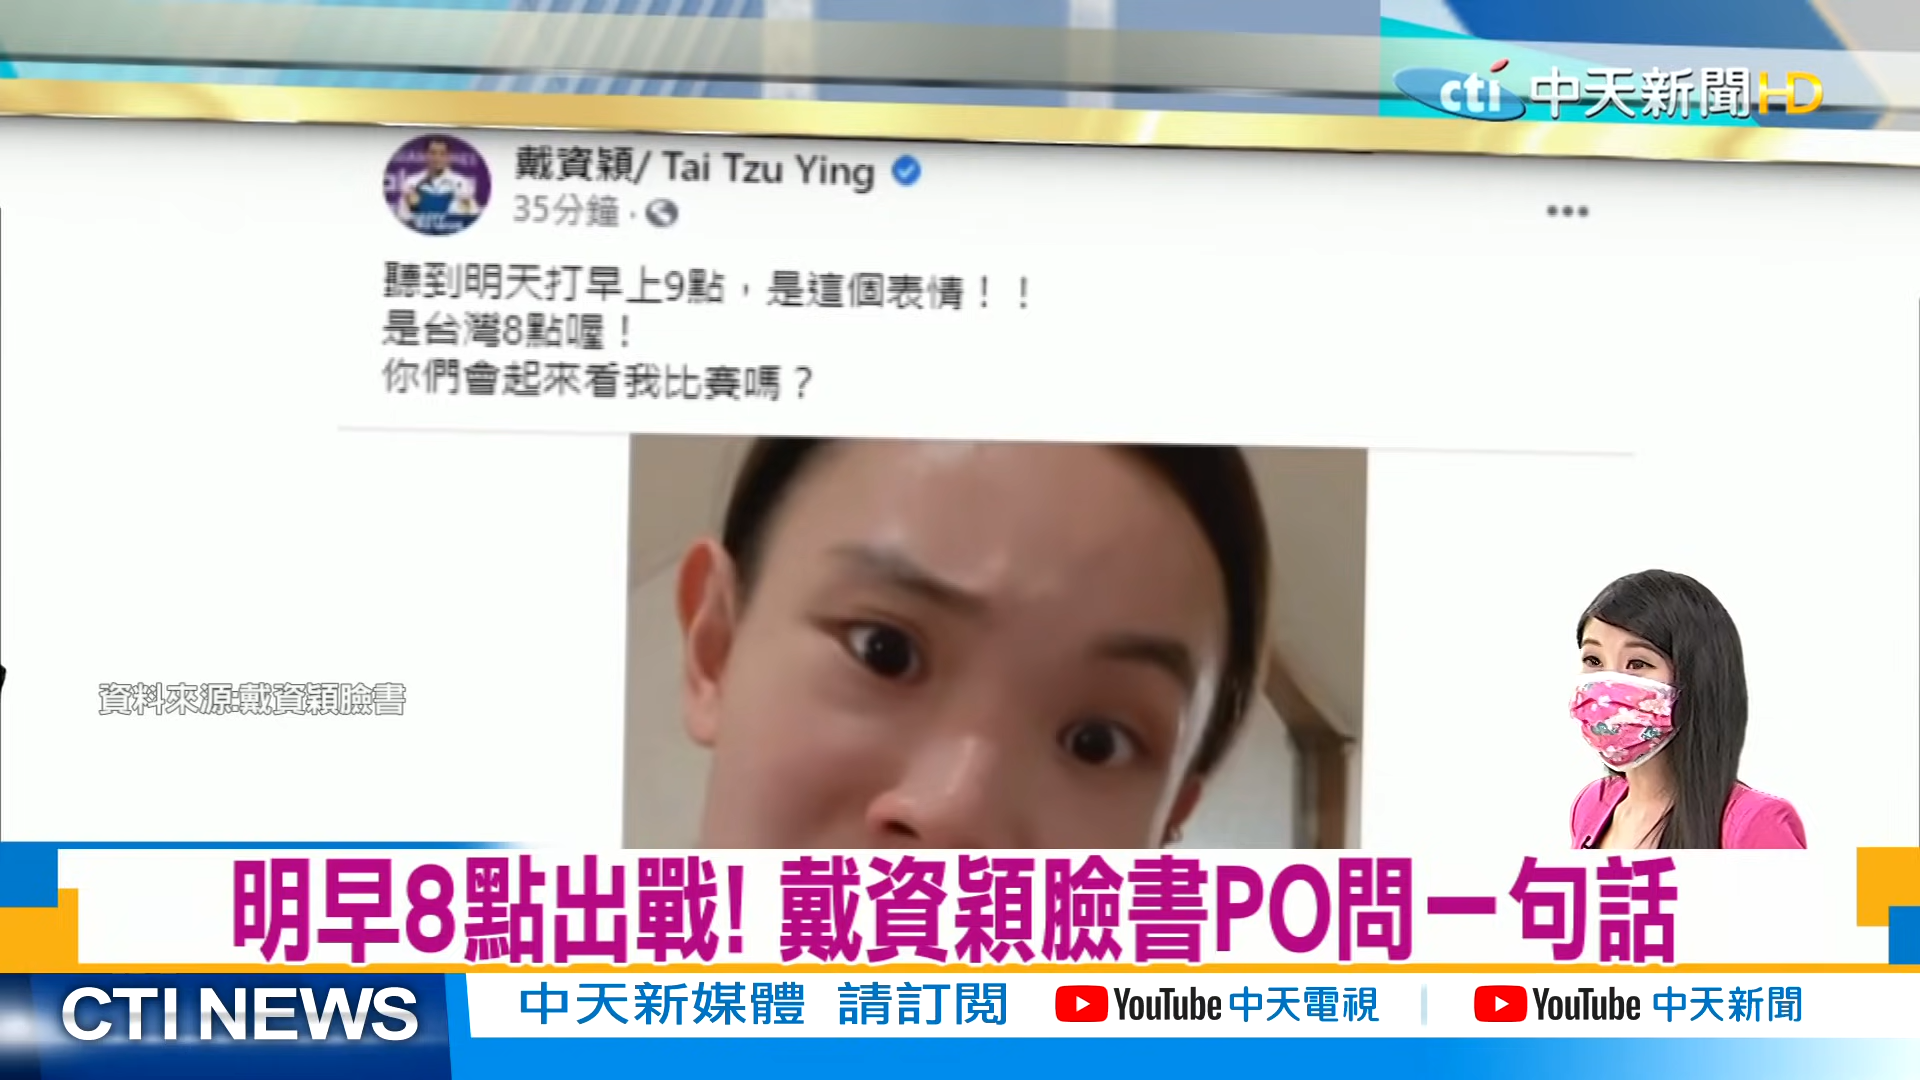 cti 中天新聞HD
戴資穎/ Tai Tzu Ying
35分鐘 ·
聽到明天打早上9點，是這個表情！！
是台灣8點喔！
你們會起來看我比賽嗎？
資料來源:戴資穎臉書
明早8點出戰! 戴資穎臉書PO問一句話
CTI NEWS 中天新媒體 請訂閱 YouTube 中天電視 | YouTube 中天新聞